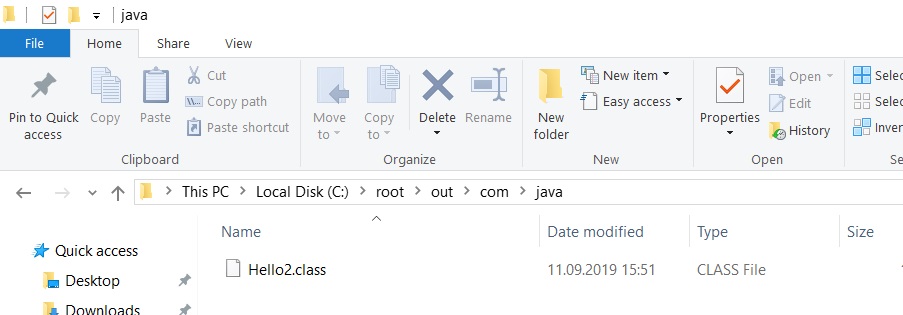 java
File Home Share View
Pin to Quick access
Copy
Paste
Cut
Copy path
Paste shortcut
Clipboard
Move to
Copy to
Delete
Rename
Organize
New folder
New item
Easy access
New
Properties
Open
Edit
History
Open
Selec
Selec
Inver
Se
This PC > Local Disk (C:) > root > out > com > java
Name Date modified Type Size
Quick access
Desktop
Downloads
Hello2.class 11.09.2019 15:51 CLASS File